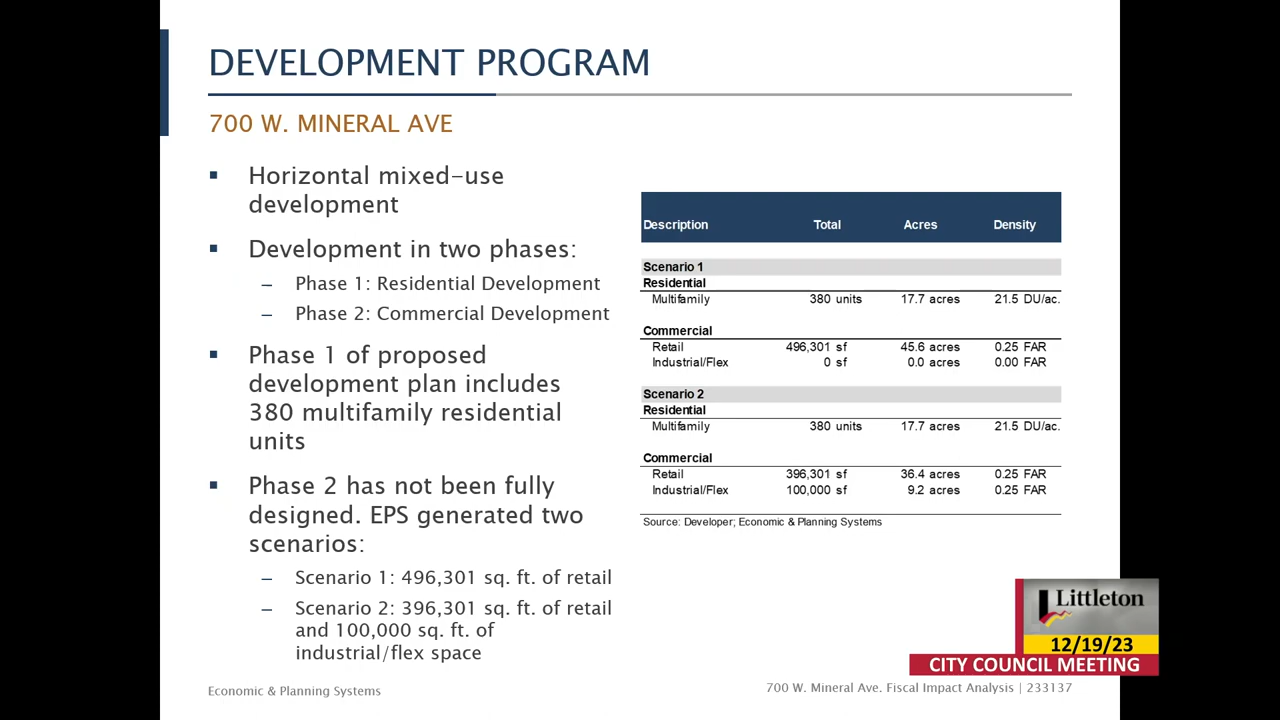 DEVELOPMENT PROGRAM
700 W. MINERAL AVE
▪ Horizontal mixed-use
development
▪ Development in two phases:
– Phase 1: Residential Development
– Phase 2: Commercial Development
▪ Phase 1 of proposed
development plan includes
380 multifamily residential
units
▪ Phase 2 has not been fully
designed. EPS generated two
scenarios:
– Scenario 1: 496,301 sq. ft. of retail
– Scenario 2: 396,301 sq. ft. of retail
and 100,000 sq. ft. of
industrial/flex space
Description Total Acres Density
Scenario 1
Residential
Multifamily 380 units 17.7 acres 21.5 DU/ac.
Commercial
Retail 496,301 sf 45.6 acres 0.25 FAR
Industrial/Flex 0 sf 0.0 acres 0.00 FAR
Scenario 2
Residential
Multifamily 380 units 17.7 acres 21.5 DU/ac.
Commercial
Retail 396,301 sf 36.4 acres 0.25 FAR
Industrial/Flex 100,000 sf 9.2 acres 0.25 FAR
Source: Developer; Economic & Planning Systems
Littleton
12/19/23
CITY COUNCIL MEETING
Economic & Planning Systems
700 W. Mineral Ave. Fiscal Impact Analysis | 233137